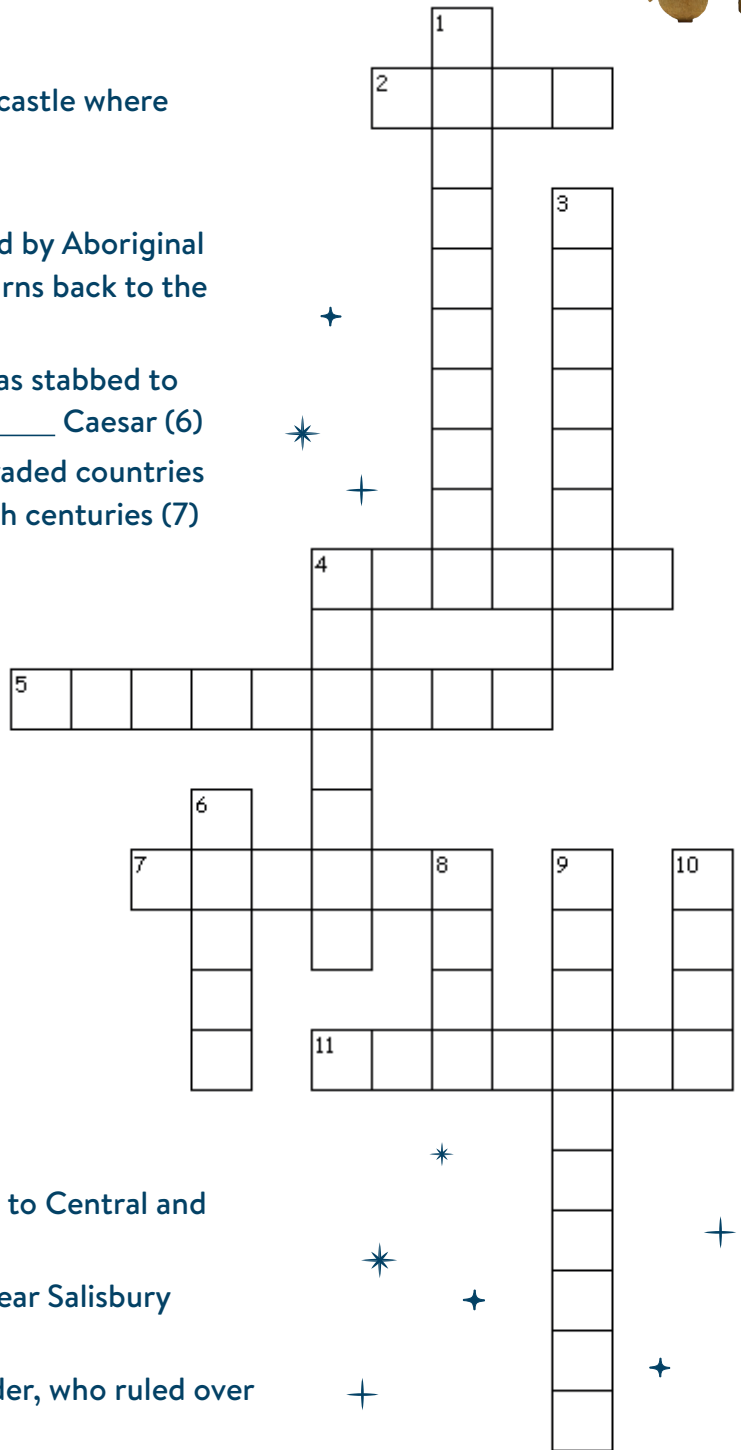 1
2
castle where
3
d by Aboriginal
rns back to the
as stabbed to
____ Caesar (6)
raded countries
h centuries (7)
4
5
6
7
8
9
10
11
to Central and
ear Salisbury
der, who ruled over